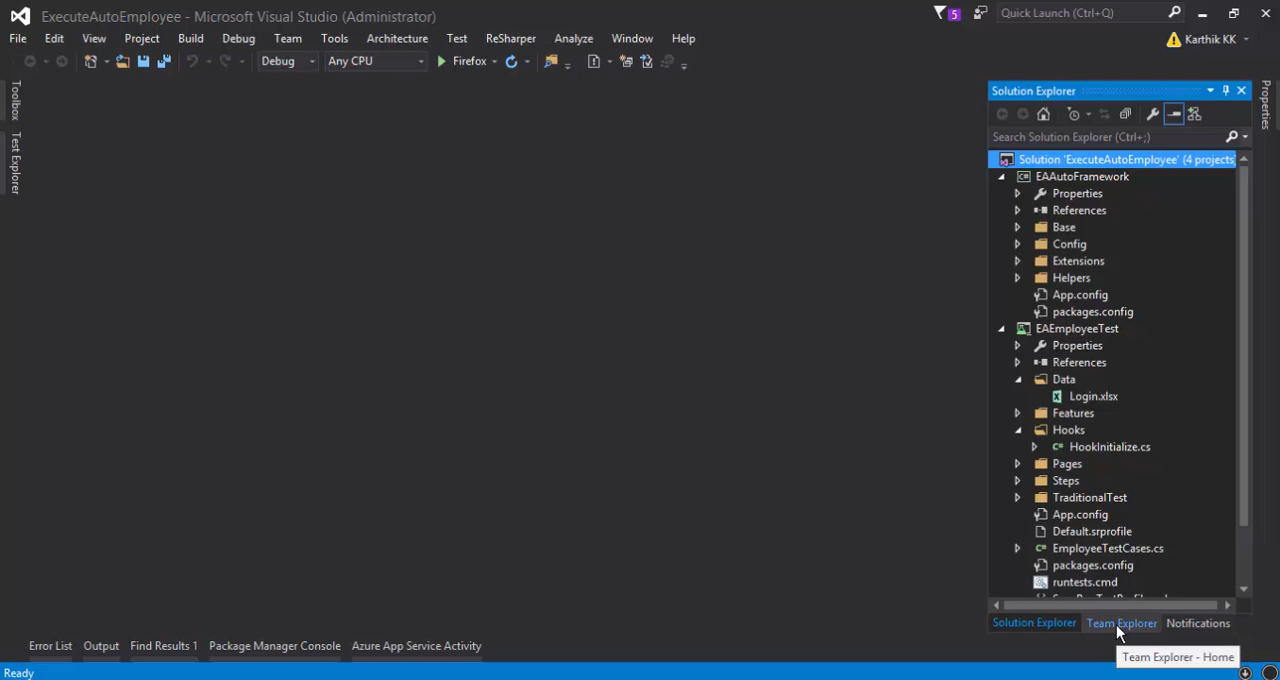 ExecuteAutoEmployee - Microsoft Visual Studio (Administrator)
5
Quick Launch (Ctrl+Q)
File Edit View Project Build Debug Team Tools Architecture Test ReSharper Analyze Window Help
Karthik KK
Debug Any CPU Firefox
Toolbox
Test Explorer
Solution Explorer
Properties
Search Solution Explorer (Ctrl+;)
Solution 'ExecuteAutoEmployee' (4 projects
EAAutoFramework
Properties
References
Base
Config
Extensions
Helpers
App.config
packages.config
EAEmployeeTest
Properties
References
Data
Login.xlsx
Features
Hooks
HookInitialize.cs
Pages
Steps
TraditionalTest
App.config
Default.srprofile
EmployeeTestCases.cs
packages.config
runtests.cmd
Solution Explorer Team Explorer Notifications
Error List Output Find Results 1 Package Manager Console Azure App Service Activity
Team Explorer - Home
Ready